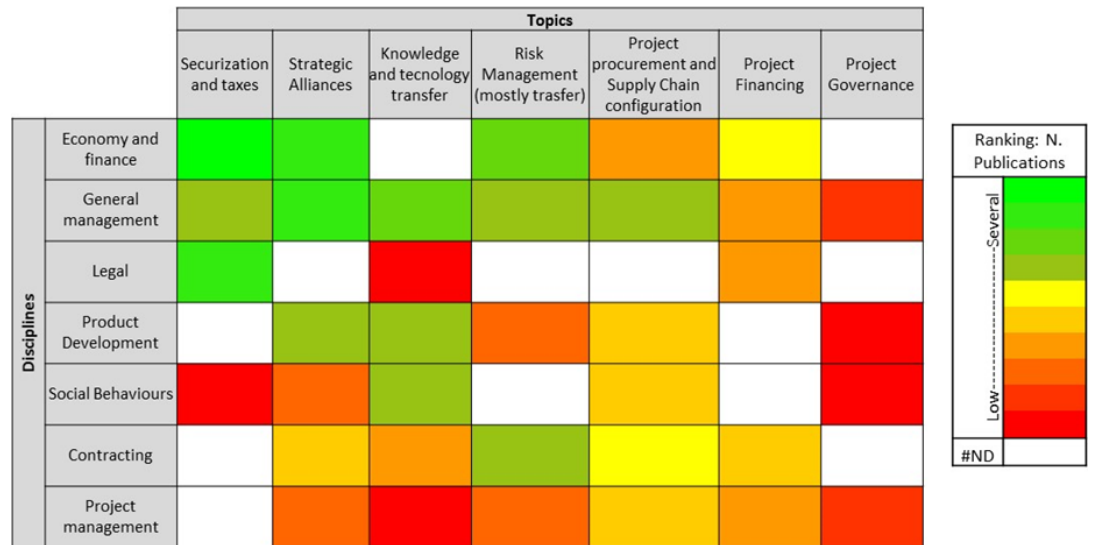 Topics
Securization
and taxes
Strategic
Alliances
Knowledge
and tecnology
transfer
Risk
Management
(mostly trasfer)
Project
procurement and
Supply Chain
configuration
Project
Financing
Project
Governance
Disciplines
Economy and
finance
General
management
Legal
Product
Development
Social Behaviours
Contracting
Project
management
Ranking: N.
Publications
Low----------------------Several
#ND